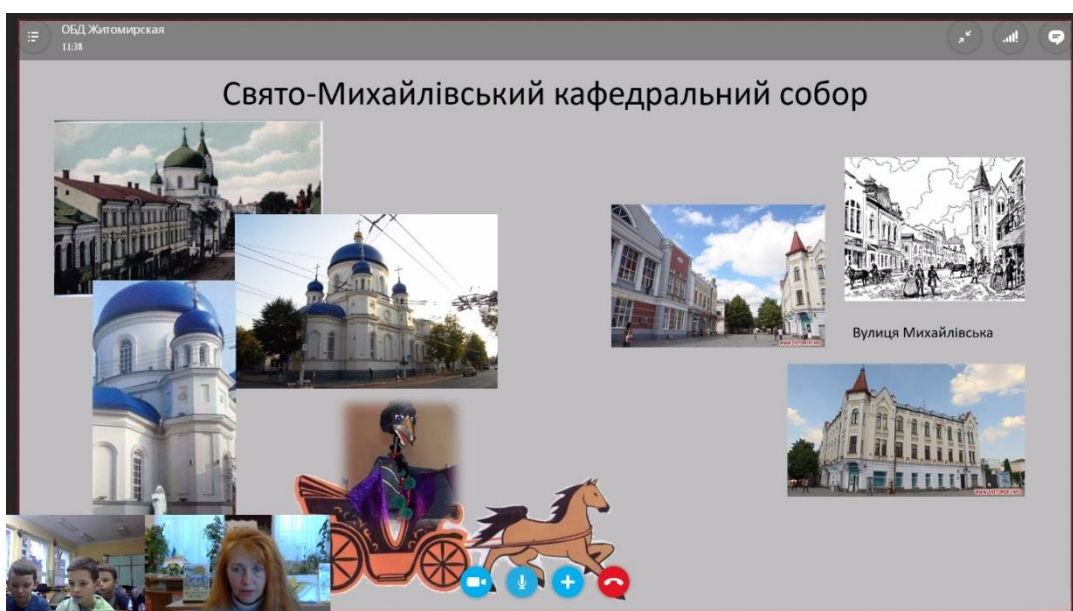 ОБД Житомирская
11:38
Свято-Михайлівський кафедральний собор
Вулиця Михайлівська